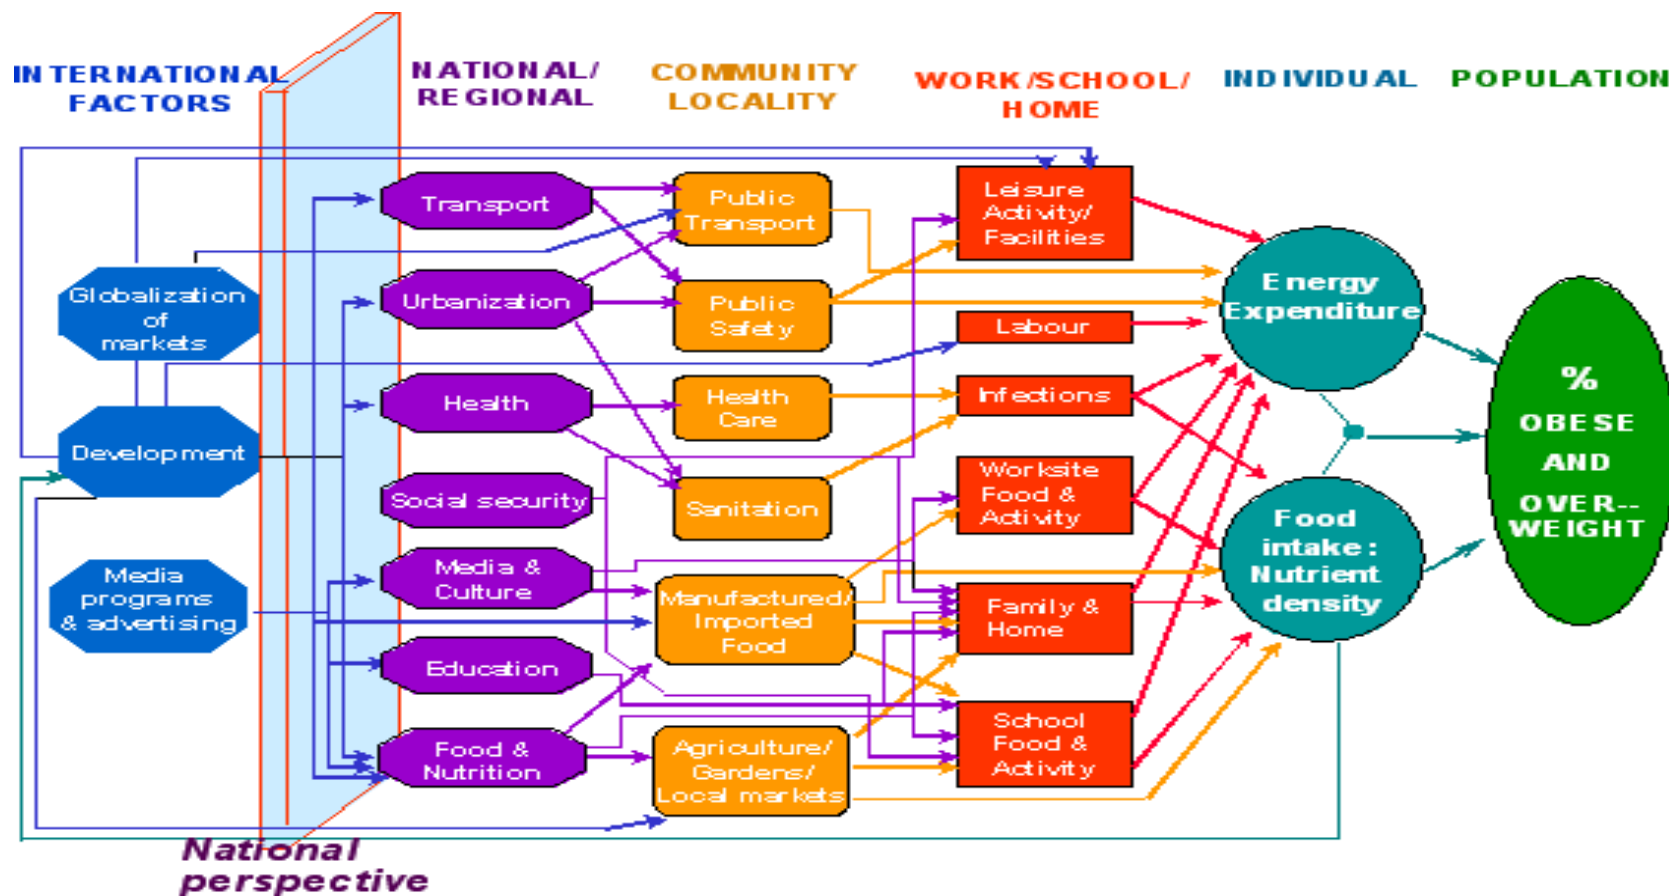 INTERNATIONAL
FACTORS
NATIONAL/
REGIONAL
COMMUNITY
LOCALITY
WORK/SCHOOL/
HOME
INDIVIDUAL
POPULATION
Globalization
of
markets
Development
Media
programs
& advertising
Transport
Urbanization
Health
Social security
Media &
Culture
Education
Food &
Nutrition
Public
Transport
Public
Safety
Health
Care
Sanitation
Manufactured/
Imported
Food
Agriculture/
Gardens/
Local markets
Leisure
Activity/
Facilities
Labour
Infections
Worksite
Food &
Activity
Family &
Home
School
Food &
Activity
Energy
Expenditure
Food
intake:
Nutrient
density
%
OBESE
AND
OVER--
WEIGHT
National
perspective